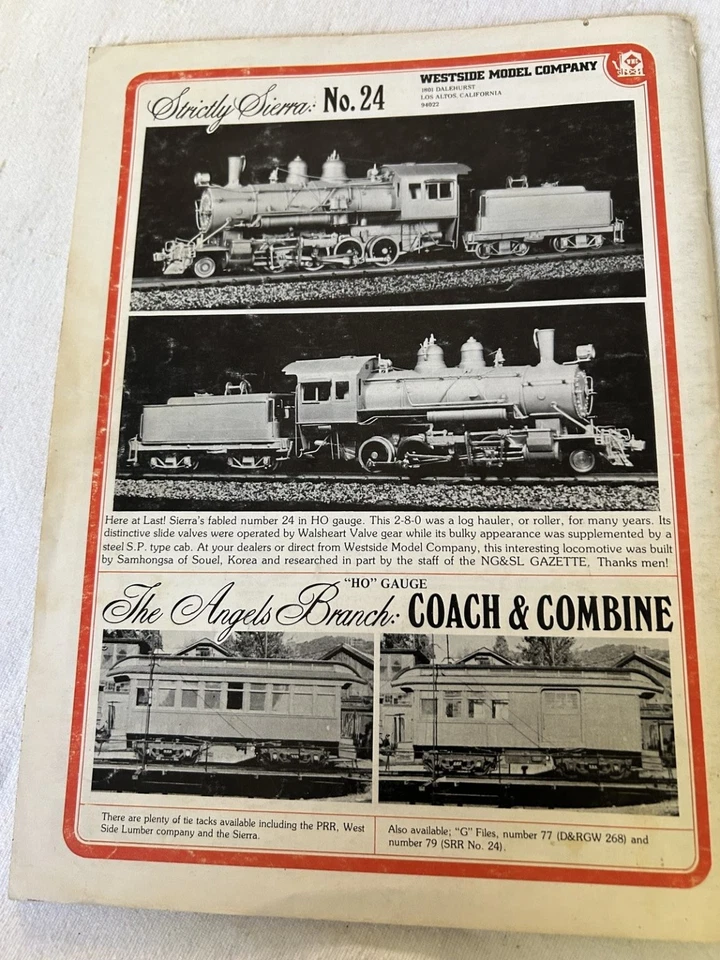 Strictly Sierra: No. 24
WESTSIDE MODEL COMPANY
1801 DALEHURST
LOS ALTOS, CALIFORNIA
94022
Here at Last! Sierra's fabled number 24 in HO gauge. This 2-8-0 was a log hauler, or roller, for many years. Its
distinctive slide valves were operated by Walsheart Valve gear while its bulky appearance was supplemented by a
steel S.P. type cab. At your dealers or direct from Westside Model Company, this interesting locomotive was built
by Samhongsa of Souel, Korea and researched in part by the staff of the NG&SL GAZETTE, Thanks men!
"HO" GAUGE
The Angels Branch: COACH & COMBINE
There are plenty of tie tacks available including the PRR, West
Side Lumber company and the Sierra.
Also available; "G" Files, number 77 (D&RGW 268) and
number 79 (SRR No. 24).